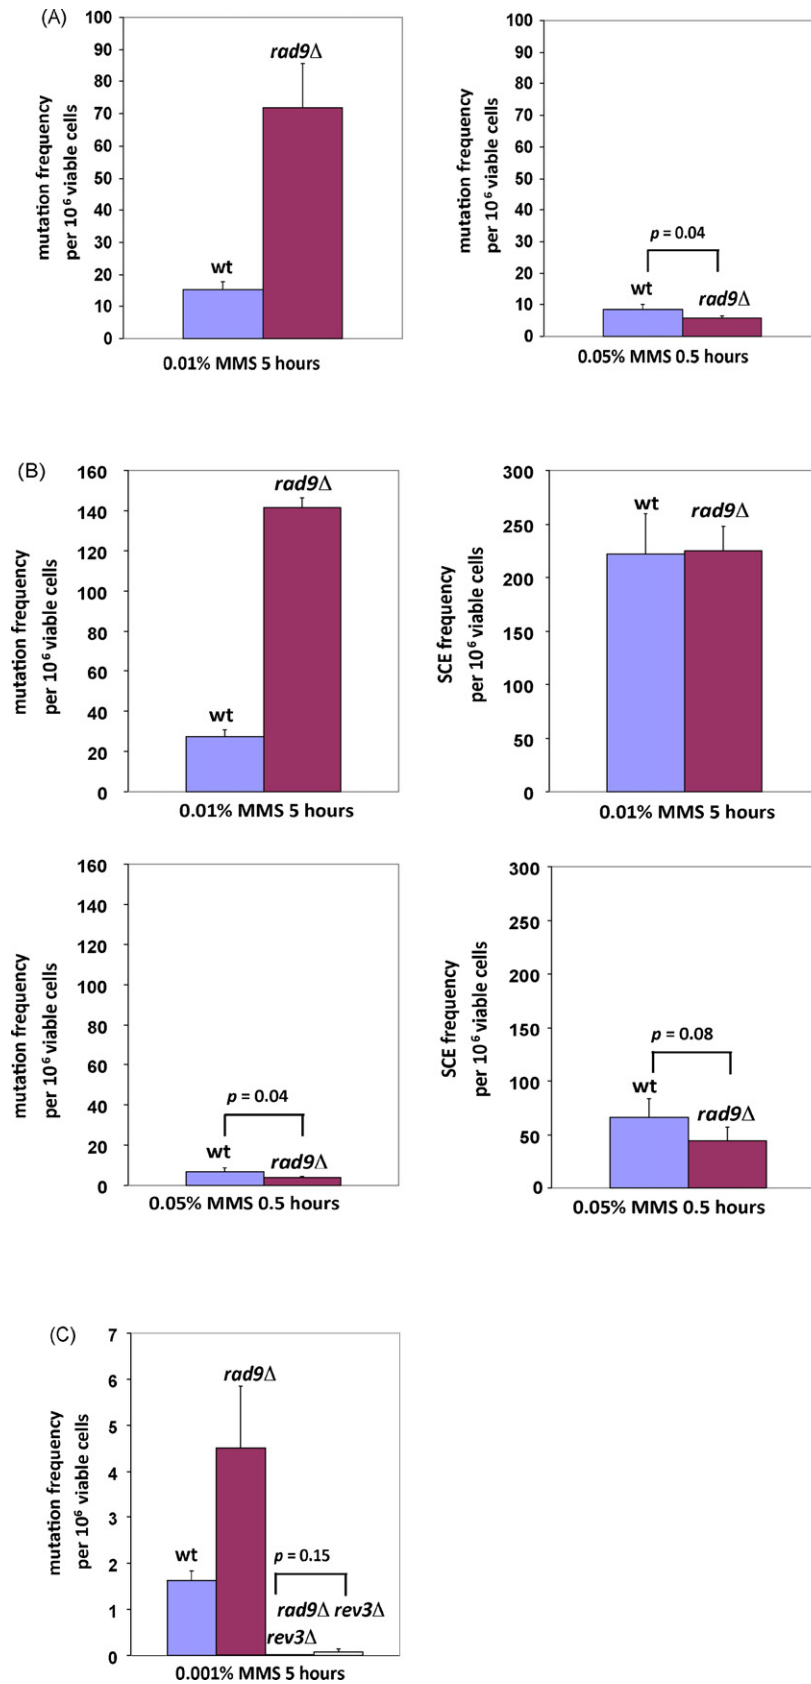 (A)
mutation frequency
per 10⁶ viable cells
100
90
80
70
60
50
40
30
20
10
0
rad9Δ
wt
0.01% MMS 5 hours
mutation frequency
per 10⁶ viable cells
100
90
80
70
60
50
40
30
20
10
0
p = 0.04
wt
rad9Δ
0.05% MMS 0.5 hours
(B)
mutation frequency
per 10⁶ viable cells
160
140
120
100
80
60
40
20
0
rad9Δ
wt
0.01% MMS 5 hours
SCE frequency
per 10⁶ viable cells
300
250
200
150
100
50
0
wt
rad9Δ
0.01% MMS 5 hours
mutation frequency
per 10⁶ viable cells
160
140
120
100
80
60
40
20
0
p = 0.04
wt
rad9Δ
0.05% MMS 0.5 hours
SCE frequency
per 10⁶ viable cells
300
250
200
150
100
50
0
p = 0.08
wt
rad9Δ
0.05% MMS 0.5 hours
(C)
mutation frequency
per 10⁶ viable cells
7
6
5
4
3
2
1
0
rad9Δ
wt
p = 0.15
rad9Δ rev3Δ
rev3Δ
0.001% MMS 5 hours